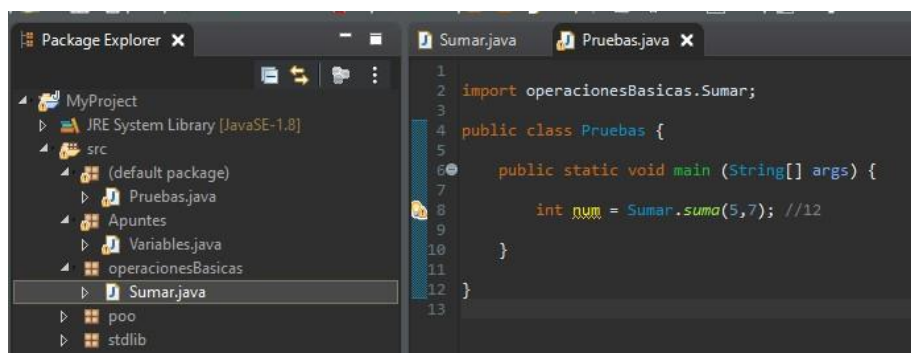 Package Explorer
MyProject
JRE System Library [JavaSE-1.8]
src
(default package)
Pruebas.java
Apuntes
Variables.java
operacionesBasicas
Sumar.java
poo
stdlib
Sumar.java
Pruebas.java
1
2 import operacionesBasicas.Sumar;
3
4 public class Pruebas {
5
6 public static void main (String[] args) {
7
8 int num = Sumar.suma(5,7); //12
9
10 }
11
12 }
13